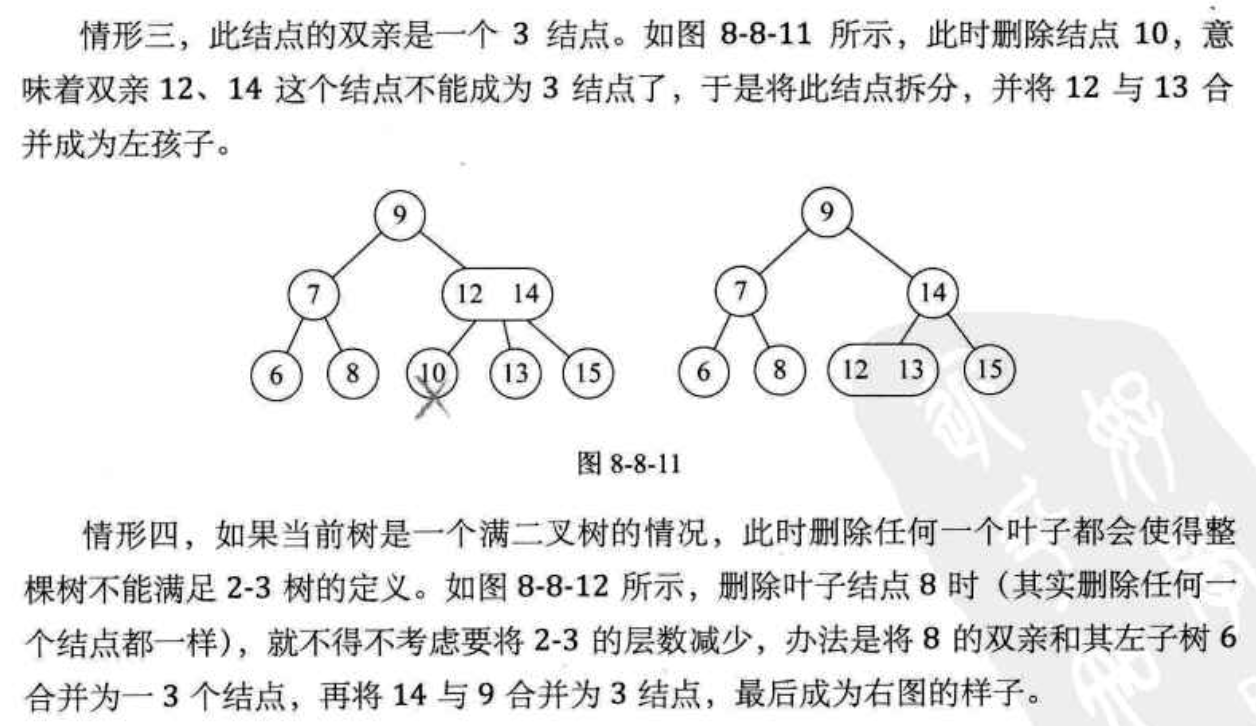 情形三，此结点的双亲是一个 3 结点。如图 8-8-11 所示，此时删除结点 10，意
味着双亲 12、14 这个结点不能成为 3 结点了，于是将此结点拆分，并将 12 与 13 合
并成为左孩子。
9
7
12 14
6
8
10
13
15
9
7
14
6
8
12 13
15
图 8-8-11
情形四，如果当前树是一个满二叉树的情况，此时删除任何一个叶子都会使得整
棵树不能满足 2-3 树的定义。如图 8-8-12 所示，删除叶子结点 8 时（其实删除任何一
个结点都一样），就不得不考虑要将 2-3 的层数减少，办法是将 8 的双亲和其左子树 6
合并为一 3 个结点，再将 14 与 9 合并为 3 结点，最后成为右图的样子。